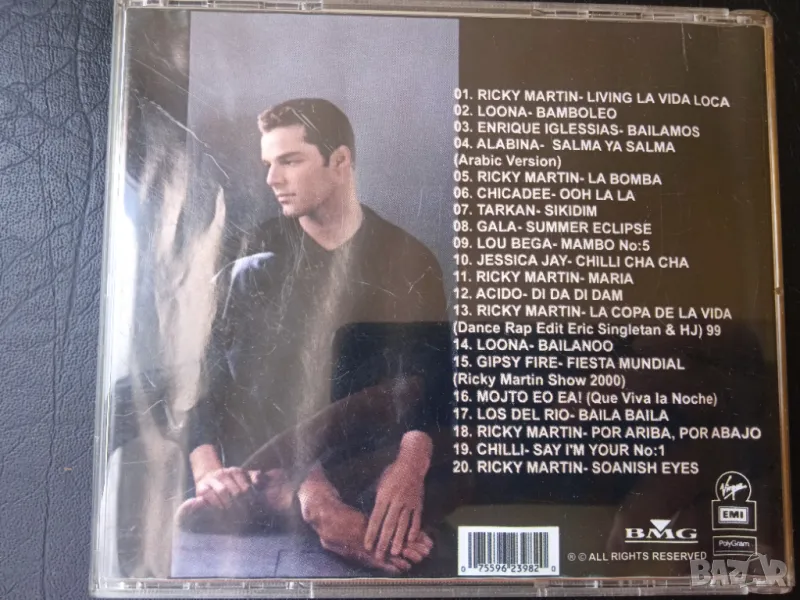 01. RICKY MARTIN- LIVING LA VIDA LOCA
02. LOONA- BAMBOLEO
03. ENRIQUE IGLESSIAS- BAILAMOS
04. ALABINA- SALMA YA SALMA
(Arabic Version)
05. RICKY MARTIN- LA BOMBA
06. CHICADEE- OOH LA LA
07. TARKAN- SIKIDIM
08. GALA- SUMMER ECLIPSE
09. LOU BEGA- MAMBO No:5
10. JESSICA JAY- CHILLI CHA CHA
11. RICKY MARTIN- MARIA
12. ACIDO- DI DA DI DAM
13. RICKY MARTIN- LA COPA DE LA VIDA
(Dance Rap Edit Eric Singletan & HJ) 99
14. LOONA- BAILANOO
15. GIPSY FIRE- FIESTA MUNDIAL
(Ricky Martin Show 2000)
16. MOJTO EO EA! (Que Viva la Noche)
17. LOS DEL RIO- BAILA BAILA
18. RICKY MARTIN- POR ARIBA, POR ABAJO
19. CHILLI- SAY I'M YOUR No:1
20. RICKY MARTIN- SOANISH EYES
Virgin
EMI
PolyGram
BMG
® © ALL RIGHTS RESERVED
0 75596 23982 0
BAZAR